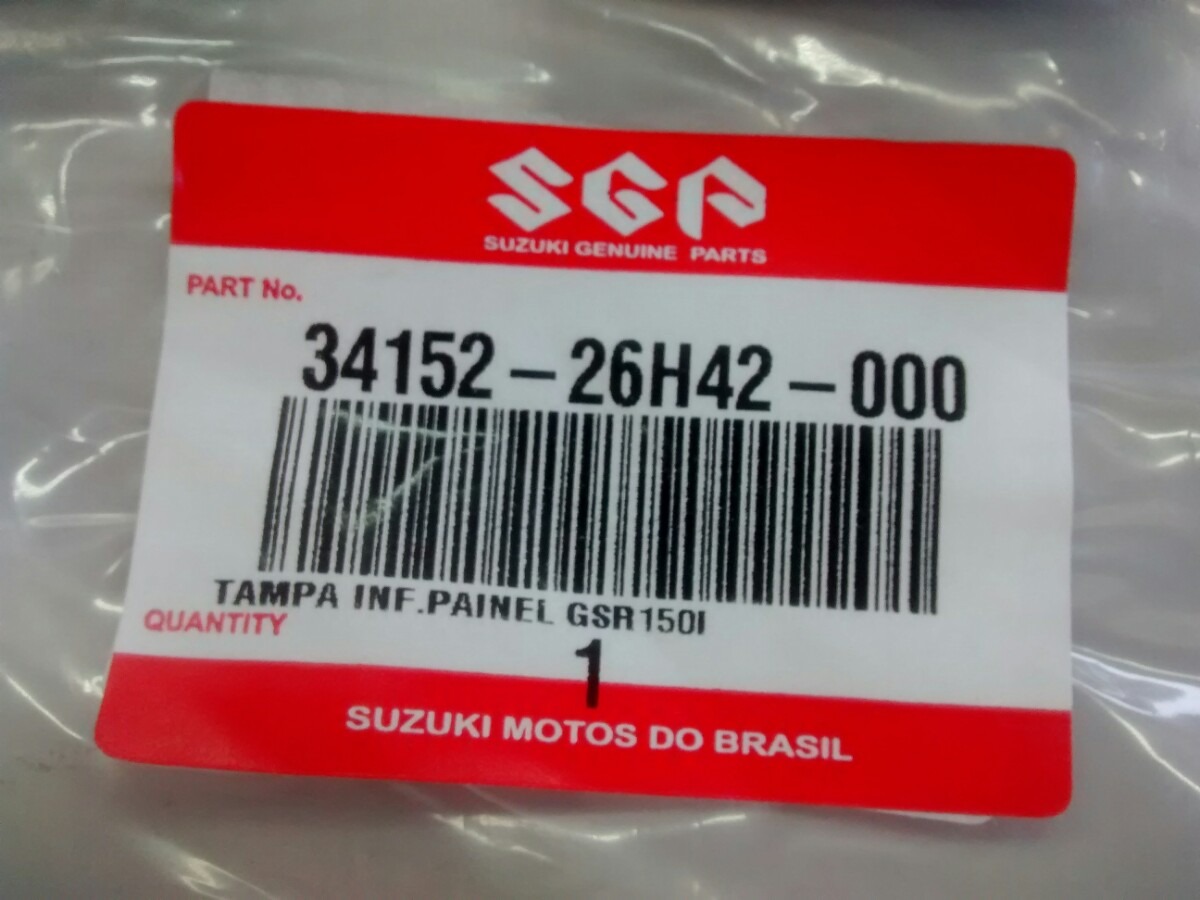 SGP
SUZUKI GENUINE PARTS
PART No.
34152-26H42-000
TAMPA INF.PAINEL GSR150I
QUANTITY
1
SUZUKI MOTOS DO BRASIL